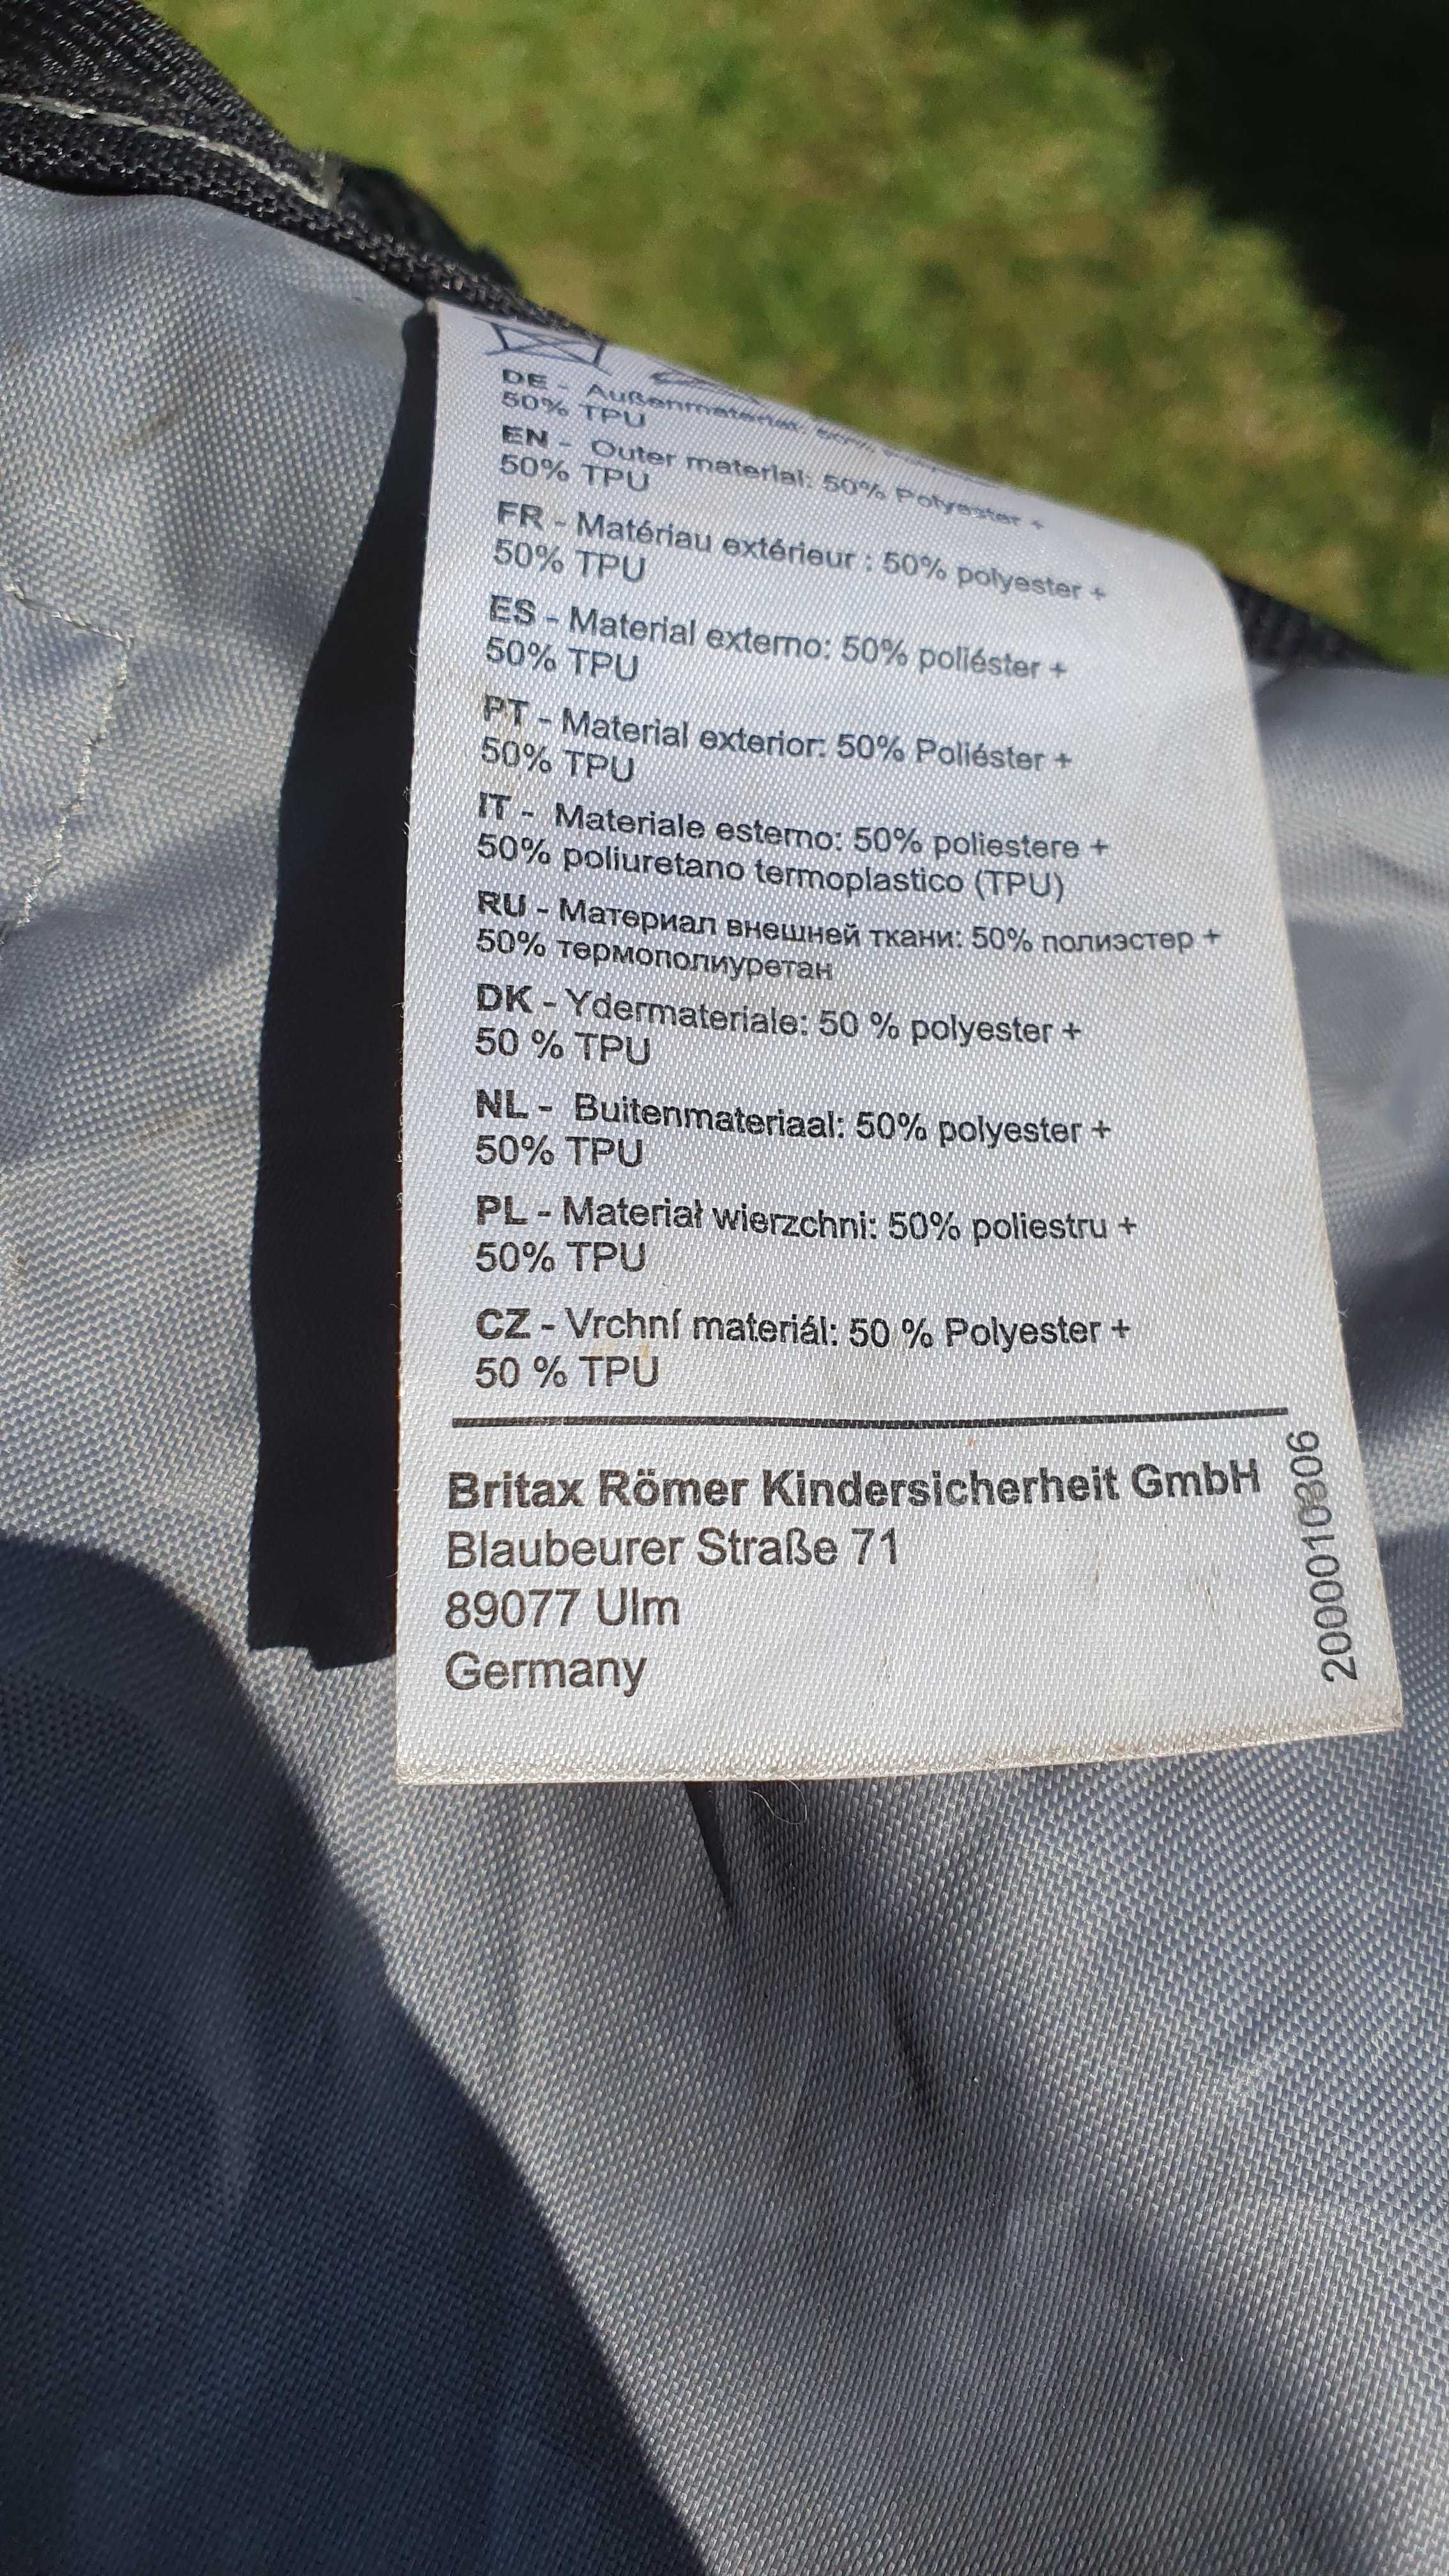 DE - Außenmaterial: 50%
50% TPU
EN - Outer material: 50% Polyester +
50% TPU
FR - Matériau extérieur : 50% polyester +
50% TPU
ES - Material externo: 50% poliéster +
50% TPU
PT - Material exterior: 50% Poliéster +
50% TPU
IT - Materiale esterno: 50% poliestere +
50% poliuretano termoplastico (TPU)
RU - Материал внешней ткани: 50% полиэстер +
50% термополиуретан
DK - Ydermateriale: 50 % polyester +
50 % TPU
NL - Buitenmateriaal: 50% polyester +
50% TPU
PL - Materiał wierzchni: 50% poliestru +
50% TPU
CZ - Vrchní materiál: 50 % Polyester +
50 % TPU
Britax Römer Kindersicherheit GmbH
Blaubeurer Straße 71
89077 Ulm
Germany